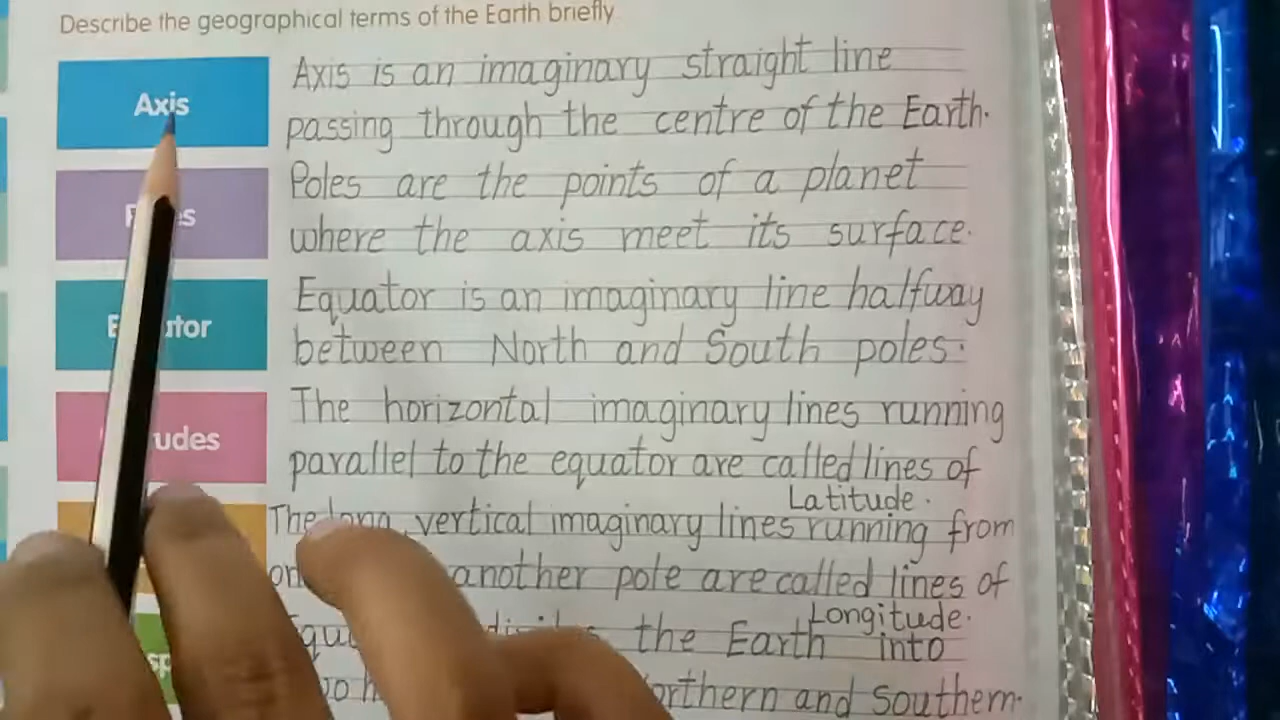 Describe the geographical terms of the Earth briefly
Axis
Axis is an imaginary straight line
passing through the centre of the Earth.
Poles are the points of a planet
where the axis meet its surface.
Equator is an imaginary line halfway
between North and South poles.
The horizontal imaginary lines running
parallel to the equator are called lines of
Latitude.
The long, vertical imaginary lines running from
another pole are called lines of
Longitude.
the Earth into
and Southern.